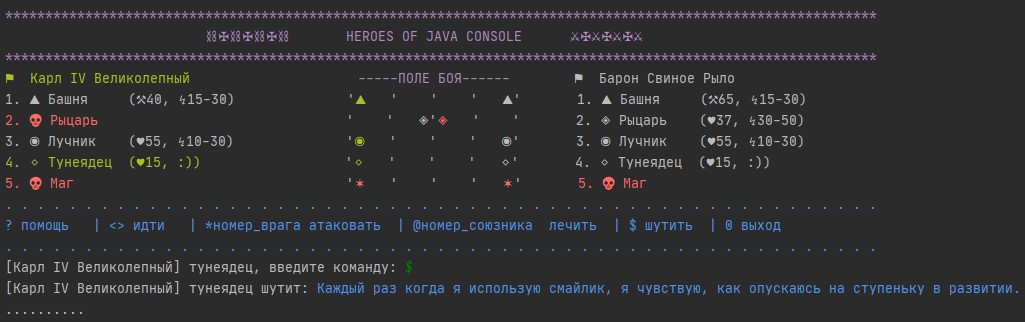 *************************************************************************************************************
⛓✠⛓✠⛓✠⛓ HEROES OF JAVA CONSOLE ⚔✠⚔✠⚔✠⚔
*************************************************************************************************************
⚑ Карл IV Великолепный -----ПОЛЕ БОЯ------ ⚑ Барон Свиное Рыло
1. ▲ Башня (⚒40, ϟ15-30) '▲ ' ' ' ▲' 1. ▲ Башня (⚒65, ϟ15-30)
2. 💀 Рыцарь ' ' ◈'◈ ' ' 2. ◈ Рыцарь (♥37, ϟ30-50)
3. ◉ Лучник (♥55, ϟ10-30) '◉ ' ' ' ◉' 3. ◉ Лучник (♥55, ϟ10-30)
4. ⋄ Тунеядец (♥15, :)) '⋄ ' ' ' ⋄' 4. ⋄ Тунеядец (♥15, :))
5. 💀 Маг '✶ ' ' ' ✶' 5. 💀 Маг
. . . . . . . . . . . . . . . . . . . . . . . . . . . . . . . . . . . . . . . . . . . . . . . . . . . . . . .
? помощь | <> идти | *номер_врага атаковать | @номер_союзника лечить | $ шутить | 0 выход
. . . . . . . . . . . . . . . . . . . . . . . . . . . . . . . . . . . . . . . . . . . . . . . . . . . . . . .
[Карл IV Великолепный] тунеядец, введите команду: $
[Карл IV Великолепный] тунеядец шутит: Каждый раз когда я использую смайлик, я чувствую, как опускаюсь на ступеньку в развитии.
..........